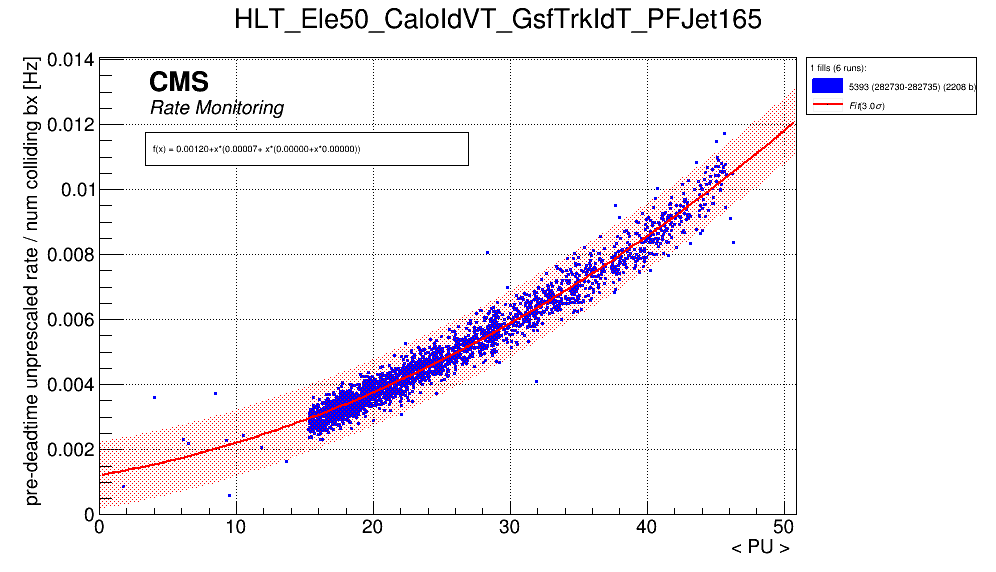 HLT_Ele50_CaloIdVT_GsfTrkIdT_PFJet165
pre-deadtime unprescaled rate / num colliding bx [Hz]
0.014
0.012
0.01
0.008
0.006
0.004
0.002
0
CMS
Rate Monitoring
f(x) = 0.00120+x*(0.00007+ x*(0.00000+x*0.00000))
1 fills (6 runs):
5393 (282730-282735) (2208 b)
Fit(3.0σ)
0 10 20 30 40 50
< PU >